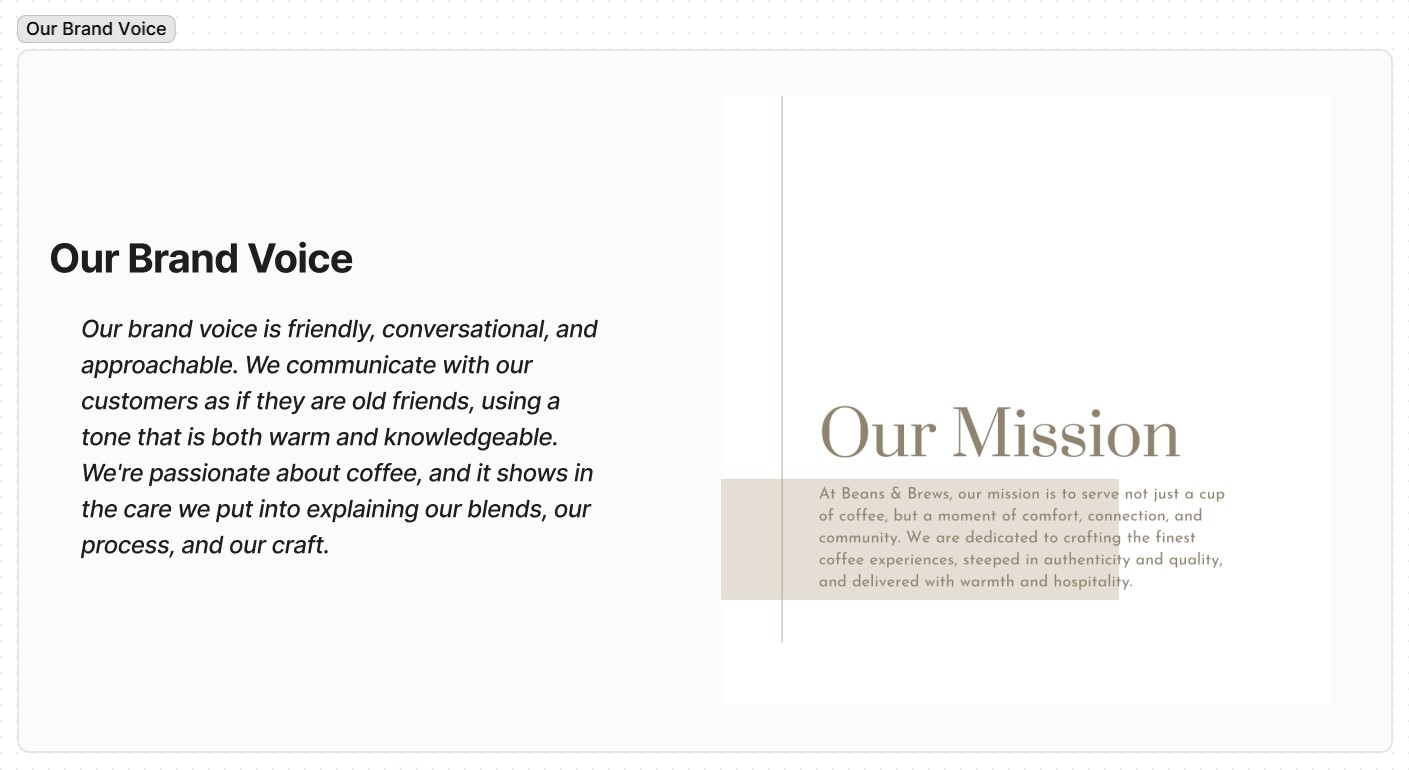 Our Brand Voice
Our Brand Voice
Our brand voice is friendly, conversational, and
approachable. We communicate with our
customers as if they are old friends, using a
tone that is both warm and knowledgeable.
We're passionate about coffee, and it shows in
the care we put into explaining our blends, our
process, and our craft.
Our Mission
At Beans & Brews, our mission is to serve not just a cup
of coffee, but a moment of comfort, connection, and
community. We are dedicated to crafting the finest
coffee experiences, steeped in authenticity and quality,
and delivered with warmth and hospitality.